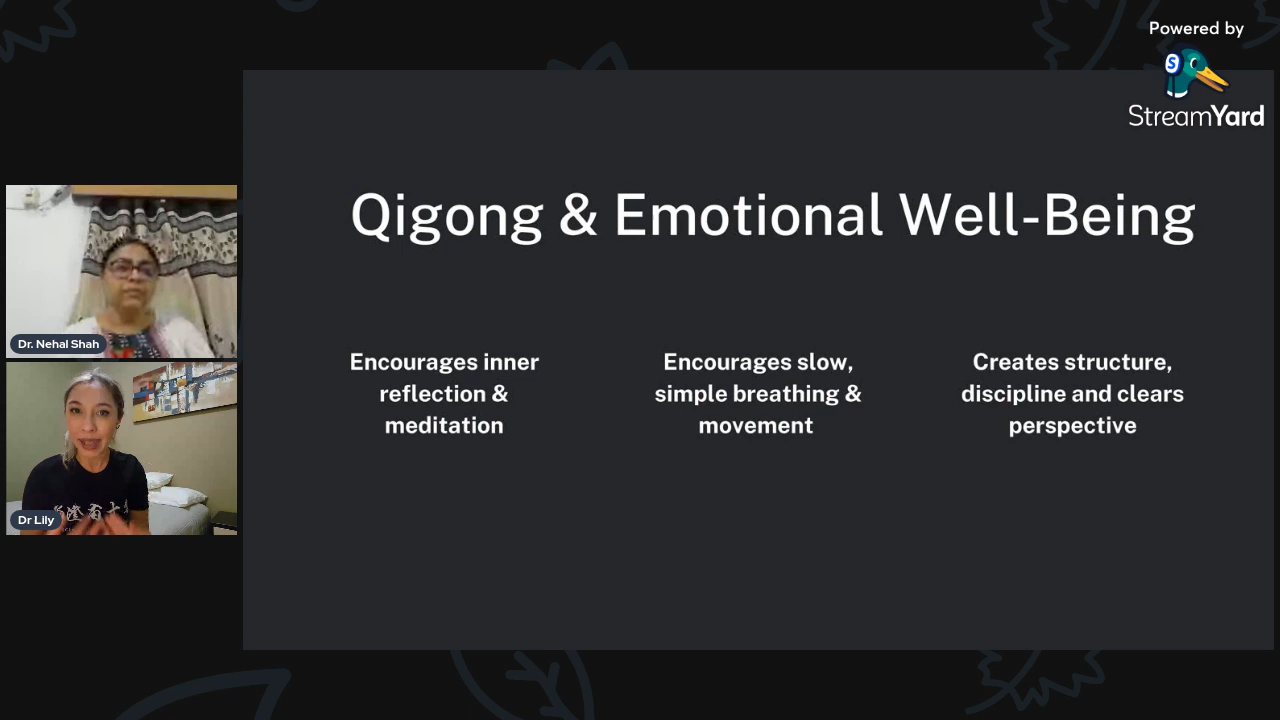 Powered by
StreamYard
Qigong & Emotional Well-Being
Encourages inner
reflection &
meditation
Encourages slow,
simple breathing &
movement
Creates structure,
discipline and clears
perspective
Dr. Nehal Shah
Dr Lily